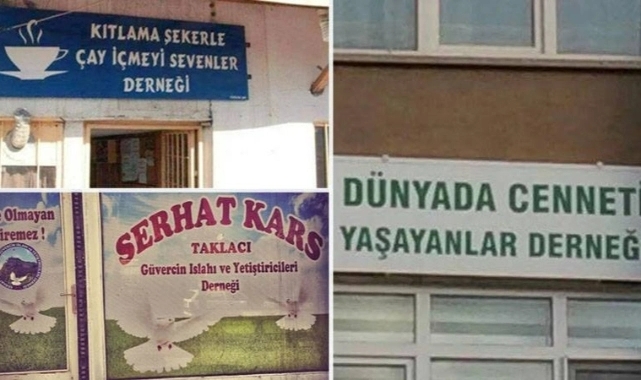 KITLAMA ŞEKERLE
ÇAY İÇMEYİ SEVENLER
DERNEĞİ
DÜNYADA CENNETİ
YAŞAYANLAR DERNEĞ
Olmayan
iremez !
SERHAT KARS
TAKLACI
Güvercin Islahı ve Yetiştiricileri
Derneği